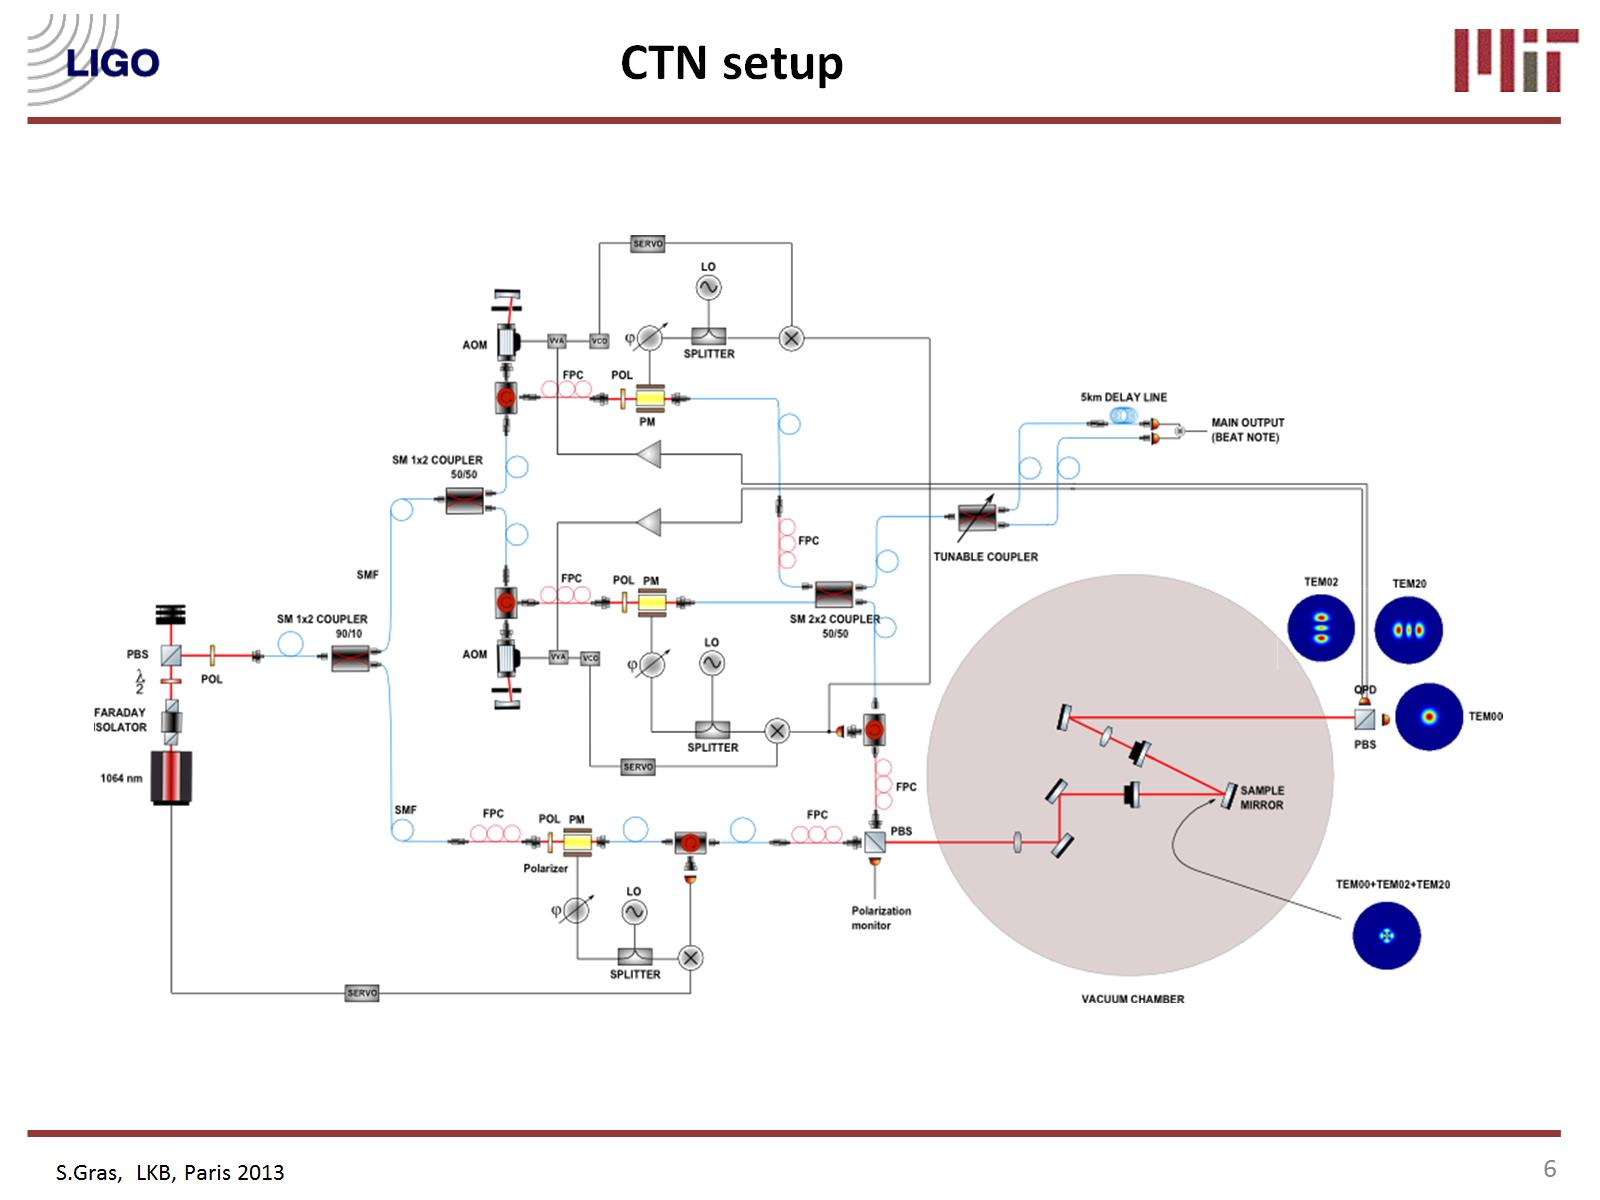 LIGO
CTN setup
MIT
SERVO
LO
AOM
VVA
VCO
φ
SPLITTER
FPC
POL
PM
5km DELAY LINE
MAIN OUTPUT
(BEAT NOTE)
SM 1x2 COUPLER
50/50
FPC
TUNABLE COUPLER
SMF
FPC
POL
PM
TEM02
TEM20
SM 1x2 COUPLER
90/10
SM 2x2 COUPLER
50/50
PBS
λ
2
POL
AOM
VVA
VCO
φ
LO
QPD
FARADAY
ISOLATOR
SPLITTER
TEM00
PBS
1064 nm
SERVO
FPC
SAMPLE
MIRROR
SMF
FPC
POL
PM
FPC
PBS
Polarizer
LO
φ
TEM00+TEM02+TEM20
Polarization
monitor
SPLITTER
SERVO
VACUUM CHAMBER
S.Gras, LKB, Paris 2013
6